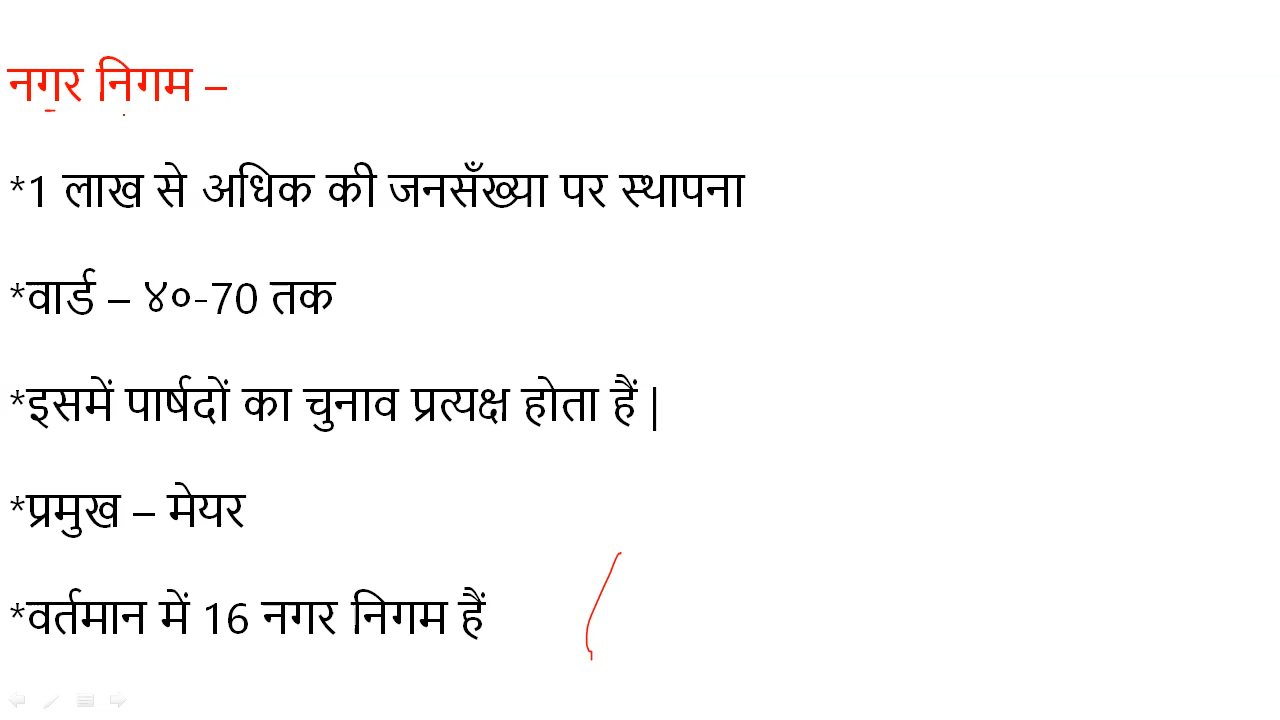 नगर निगम –
*1 लाख से अधिक की जनसँख्या पर स्थापना
*वार्ड – ४०-70 तक
*इसमें पार्षदों का चुनाव प्रत्यक्ष होता हैं |
*प्रमुख – मेयर
*वर्तमान में 16 नगर निगम हैं